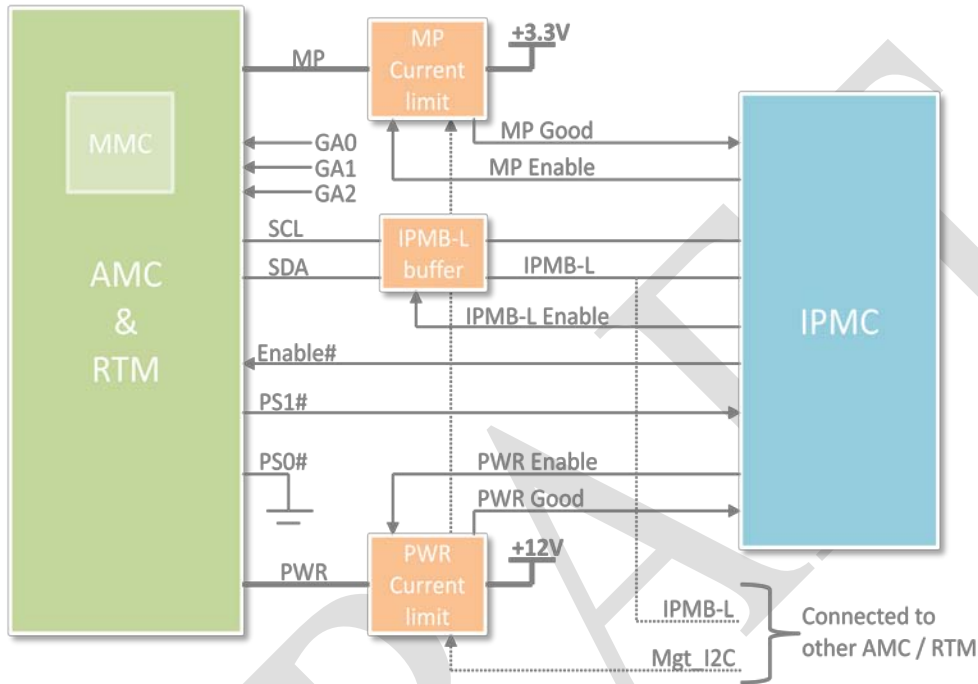 +3.3V
MP
Current
limit
MP
MMC
GA0
GA1
GA2
MP Good
MP Enable
SCL
SDA
IPMB-L
buffer
IPMB-L
IPMB-L Enable
AMC
&
RTM
IPMC
Enable#
PS1#
PS0#
PWR Enable
PWR Good
+12V
PWR
Current
limit
PWR
IPMB-L
Mgt_I2C
Connected to
other AMC / RTM